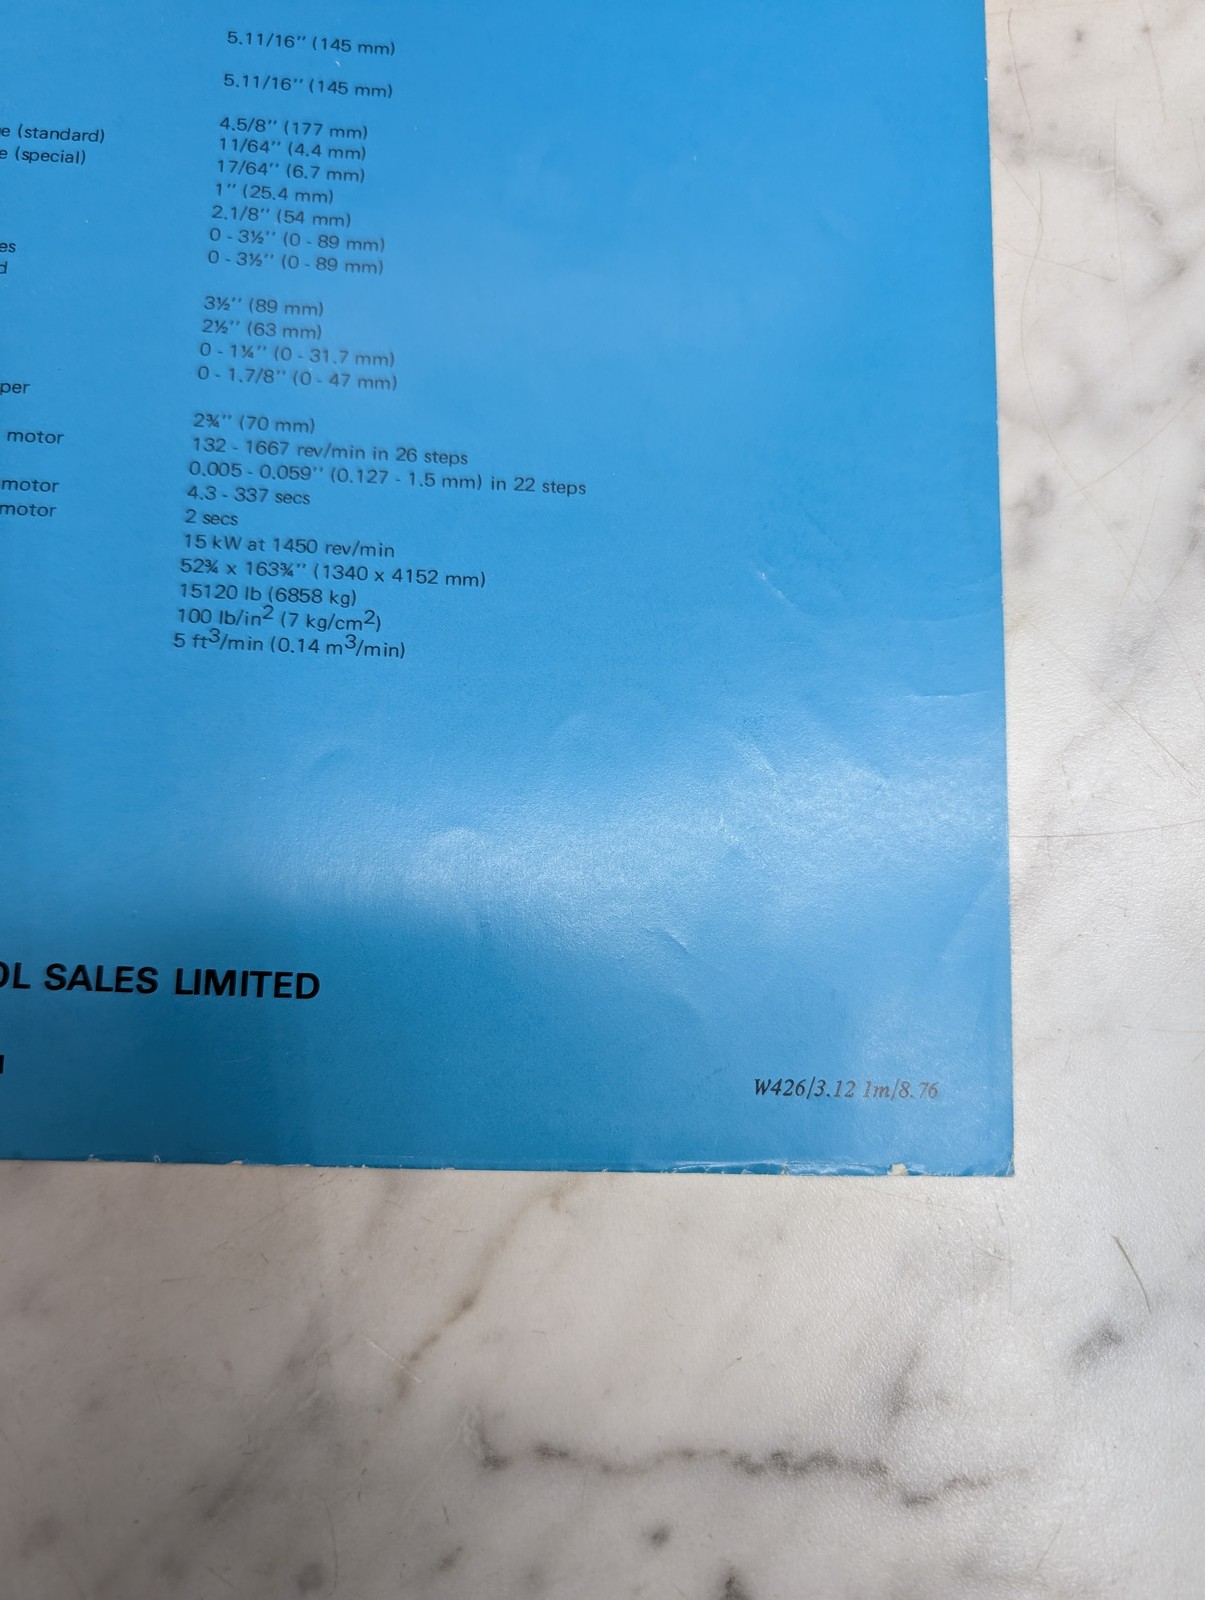 5.11/16’’ (145 mm)
5.11/16’’ (145 mm)
4.5/8’’ (177 mm)
e (standard) 11/64’’ (4.4 mm)
e (special) 17/64’’ (6.7 mm)
1’’ (25.4 mm)
2.1/8’’ (54 mm)
0 - 3½’’ (0 - 89 mm)
es 0 - 3½’’ (0 - 89 mm)
d
3½’’ (89 mm)
2½’’ (63 mm)
0 - 1¼’’ (0 - 31.7 mm)
0 - 1.7/8’’ (0 - 47 mm)
per
2¾’’ (70 mm)
motor 132 - 1667 rev/min in 26 steps
0.005 - 0.059’’ (0.127 - 1.5 mm) in 22 steps
motor 4.3 - 337 secs
motor 2 secs
15 kW at 1450 rev/min
52¾ x 163¾’’ (1340 x 4152 mm)
15120 lb (6858 kg)
100 lb/in² (7 kg/cm²)
5 ft³/min (0.14 m³/min)
OL SALES LIMITED
W426/3.12 1m/8.76